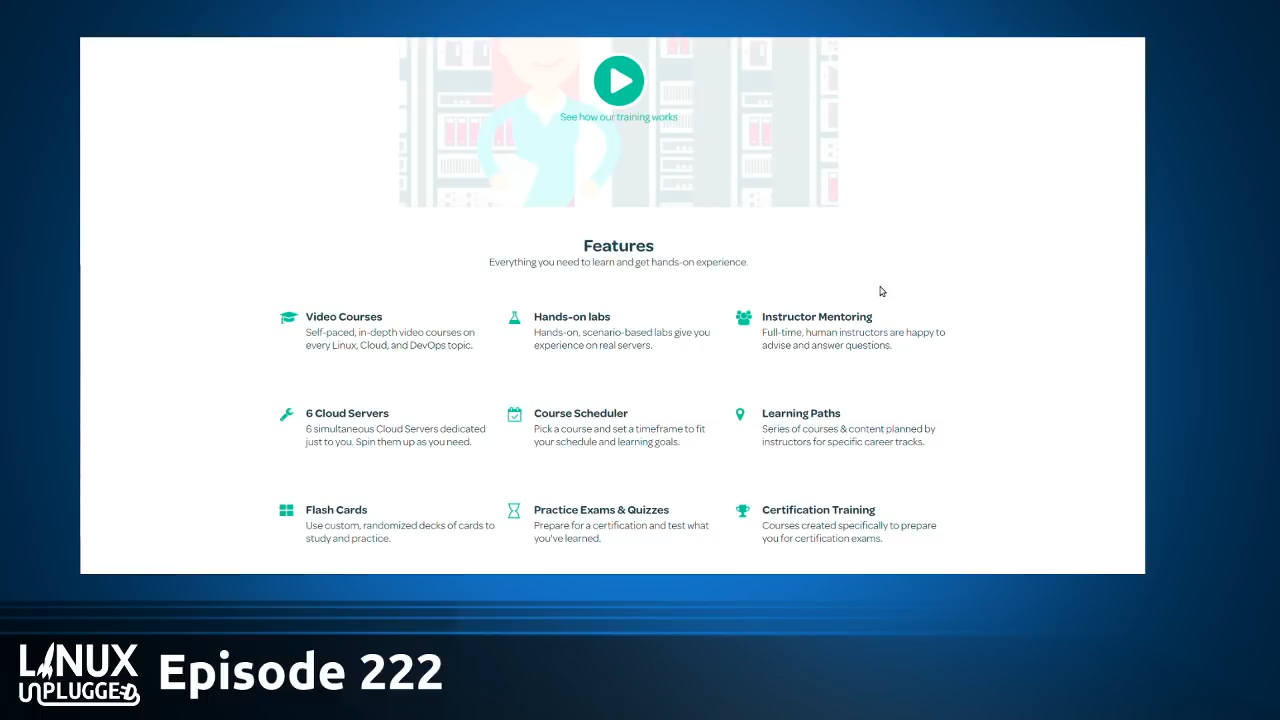 See how our training works
Features
Everything you need to learn and get hands-on experience.
Video Courses
Self-paced, in-depth video courses on
every Linux, Cloud, and DevOps topic.
Hands-on labs
Hands-on, scenario-based labs give you
experience on real servers.
Instructor Mentoring
Full-time, human instructors are happy to
advise and answer questions.
6 Cloud Servers
6 simultaneous Cloud Servers dedicated
just to you. Spin them up as you need.
Course Scheduler
Pick a course and set a timeframe to fit
your schedule and learning goals.
Learning Paths
Series of courses & content planned by
instructors for specific career tracks.
Flash Cards
Use custom, randomized decks of cards to
study and practice.
Practice Exams & Quizzes
Prepare for a certification and test what
you've learned.
Certification Training
Courses created specifically to prepare
you for certification exams.
LINUX
UNPLUGGED
Episode 222